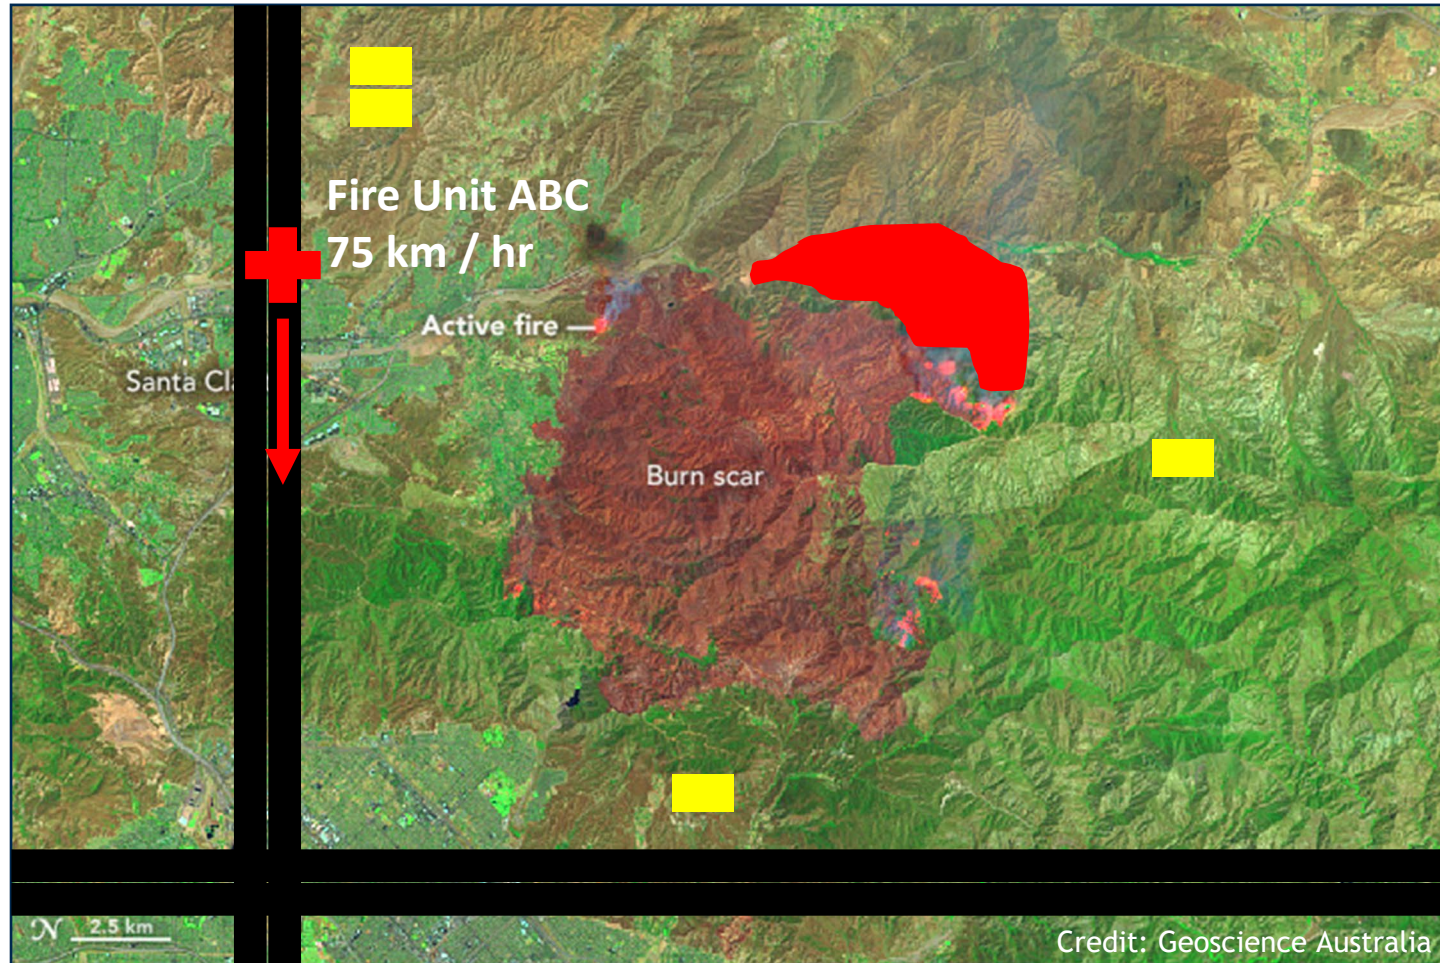 Fire Unit ABC
75 km / hr
Active fire
Santa Cl
Burn scar
N 2.5 km
Credit: Geoscience Australia